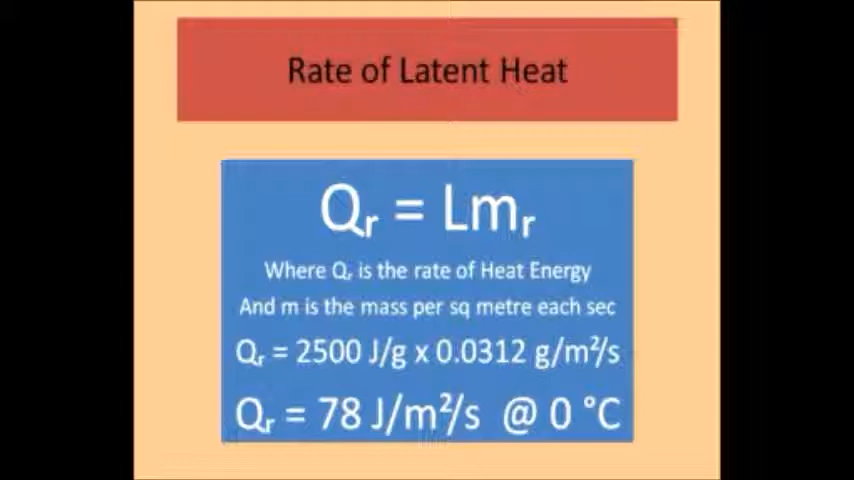 Rate of Latent Heat
Qᵣ = Lmᵣ
Where Qᵣ is the rate of Heat Energy
And m is the mass per sq metre each sec
Qᵣ = 2500 J/g x 0.0312 g/m²/s
Qᵣ = 78 J/m²/s @ 0 °C